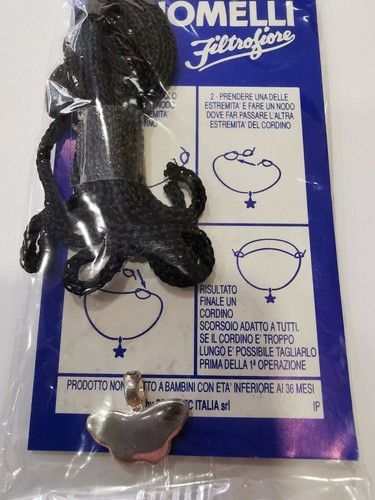 NOMELLI
Filtrofiore
2 - PRENDERE UNA DELLE
ESTREMITA' E FARE UN NODO
DOVE FAR PASSARE L'ALTRA
ESTREMITA' DEL CORDINO
RISULTATO
FINALE UN
CORDINO
SCORSOIO ADATTO A TUTTI.
SE IL CORDINO E' TROPPO
LUNGO E' POSSIBILE TAGLIARLO
PRIMA DELLA 1ª OPERAZIONE
PRODOTTO NON ADATTO A BAMBINI CON ETA' INFERIORE AI 36 MESI
by ITALIA srl
IP